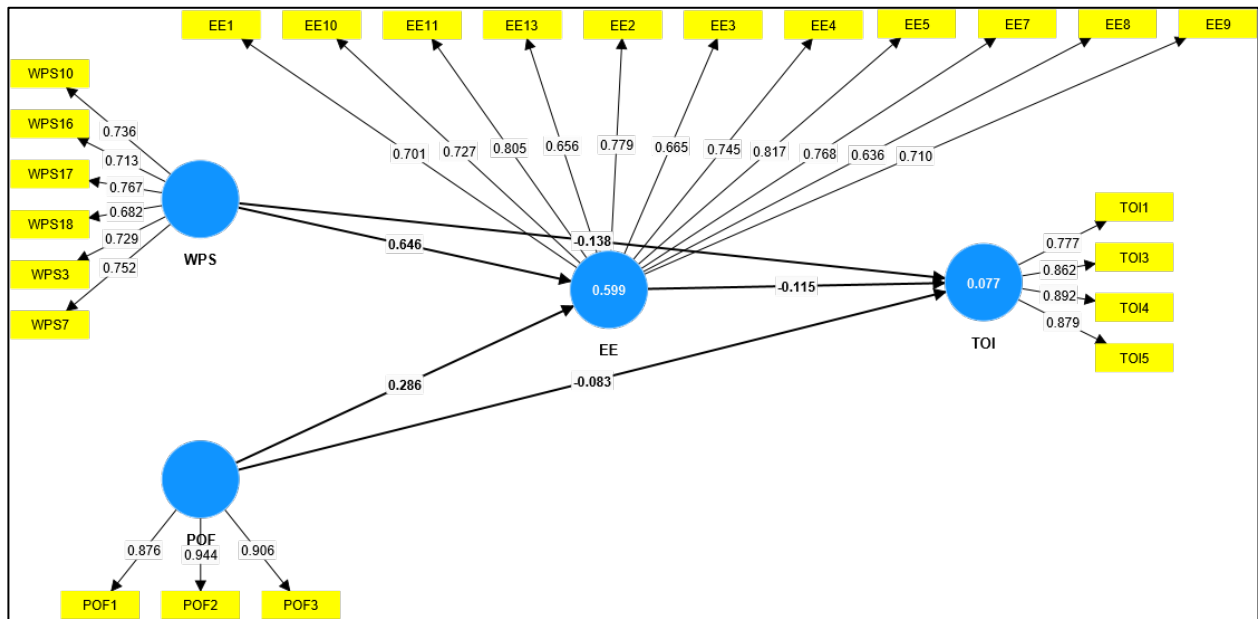 EE1 EE10 EE11 EE13 EE2 EE3 EE4 EE5 EE7 EE8 EE9
WPS10
WPS16
WPS17
WPS18
WPS3
WPS7
0.736
0.713
0.767
0.682
0.729
0.752
WPS
0.701 0.727 0.805 0.656 0.779 0.665 0.745 0.817 0.768 0.636 0.710
0.646
-0.138
0.599
EE
-0.115
0.286
-0.083
0.077
TOI
0.777
0.862
0.892
0.879
TOI1
TOI3
TOI4
TOI5
POF
0.876 0.944 0.906
POF1 POF2 POF3